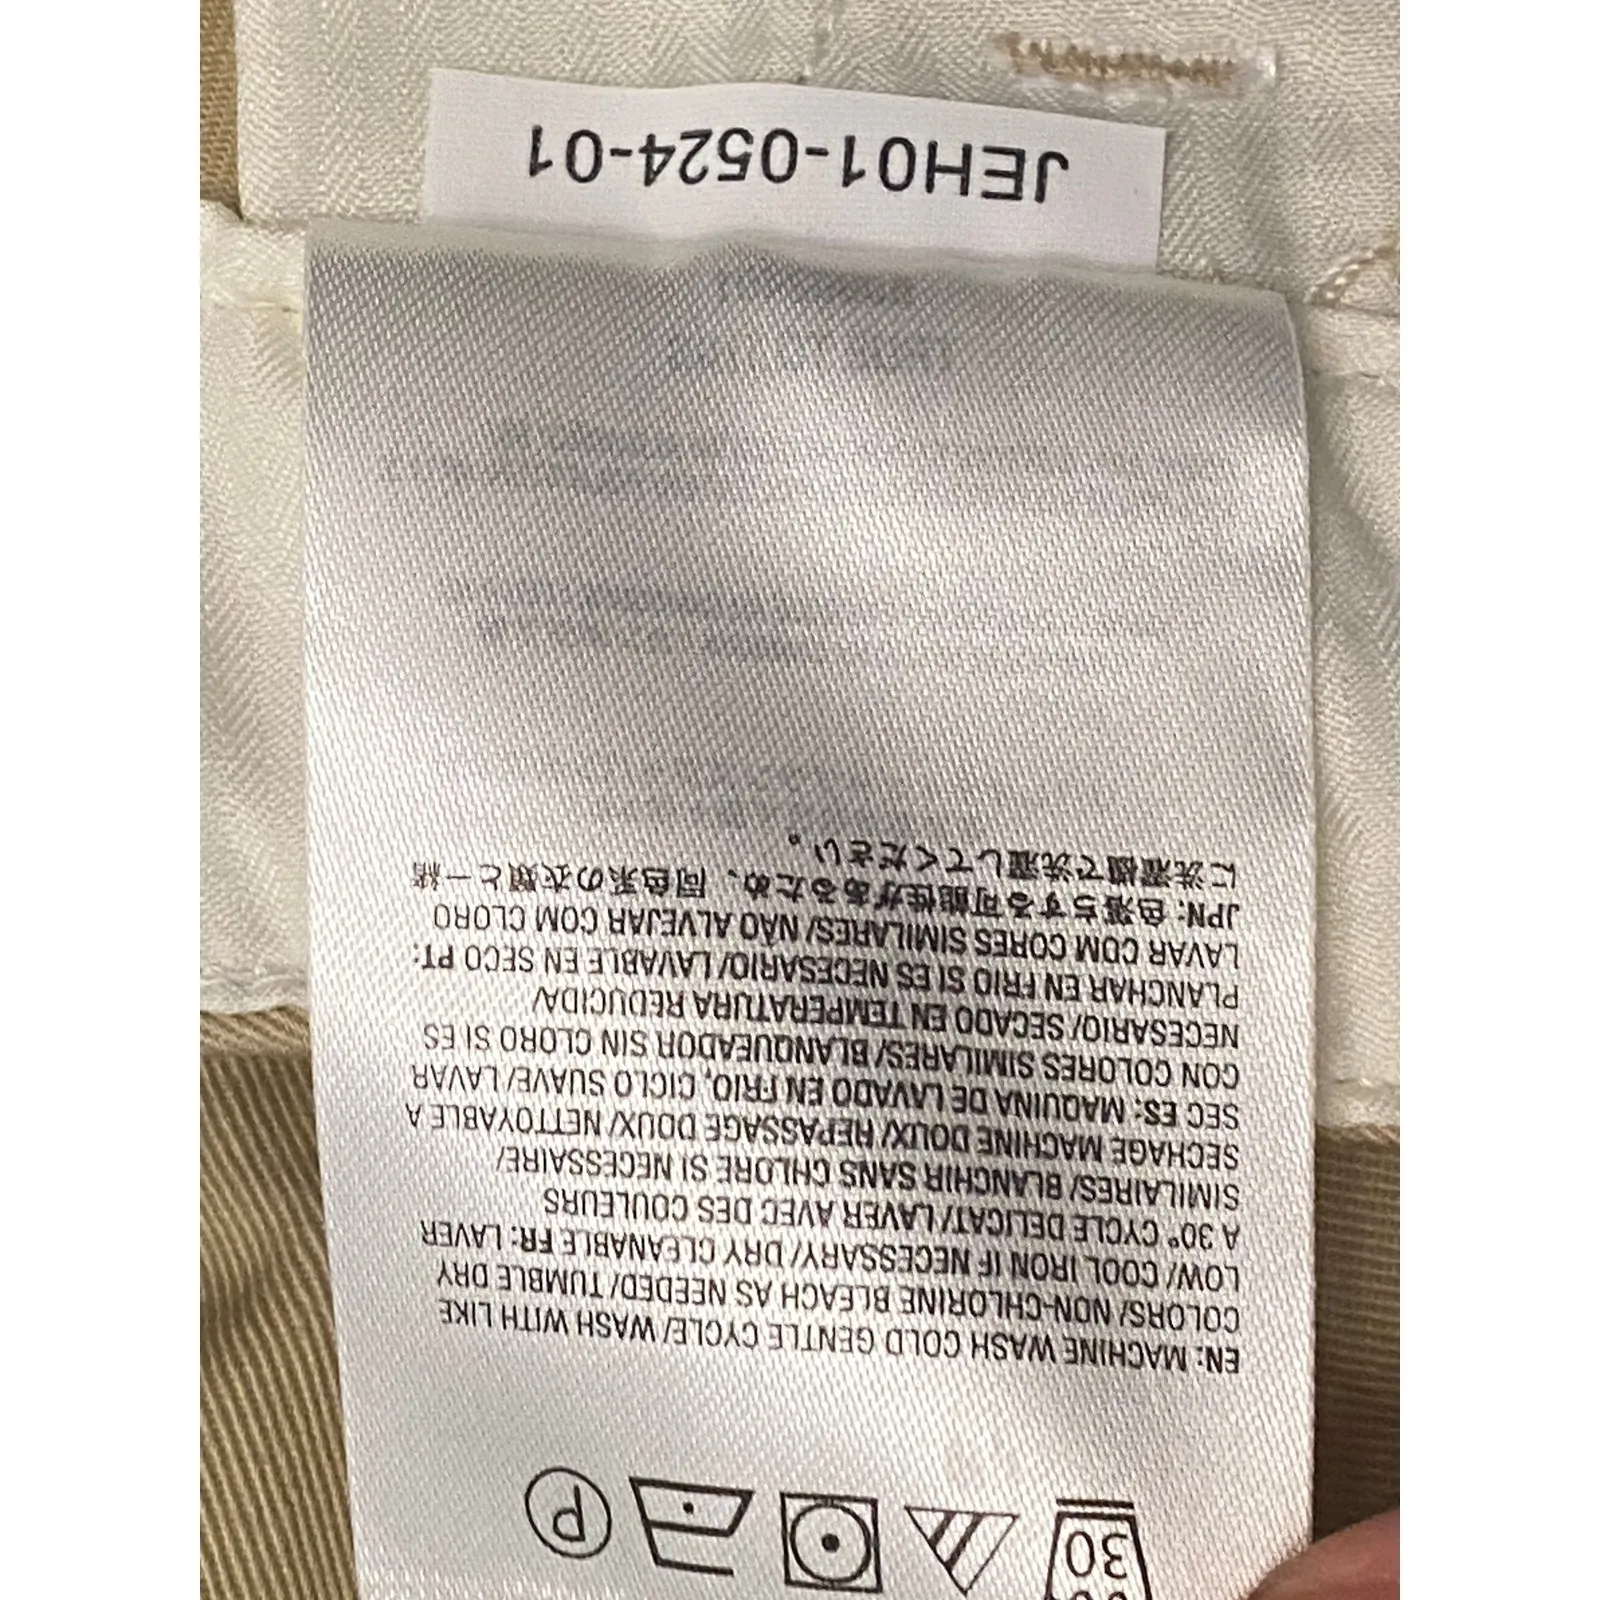 30
P
EN: MACHINE WASH COLD GENTLE CYCLE/ WASH WITH LIKE
COLORS/ NON-CHLORINE BLEACH AS NEEDED/ TUMBLE DRY
LOW/ COOL IRON IF NECESSARY/ DRY CLEANABLE FR: LAVER
A 30° CYCLE DELICAT/ LAVER AVEC DES COULEURS
SIMILAIRES/ BLANCHIR SANS CHLORE SI NECESSAIRE/
SECHAGE MACHINE DOUX/ REPASSAGE DOUX/ NETTOYABLE A
SEC ES: MAQUINA DE LAVADO EN FRIO, CICLO SUAVE/ LAVAR
CON COLORES SIMILARES/ BLANQUEADOR SIN CLORO SI ES
NECESARIO/ SECADO EN TEMPERATURA REDUCIDA/
PLANCHAR EN FRIO SI ES NECESARIO/ LAVABLE EN SECO PT:
LAVAR COM CORES SIMILARES/ NÃO ALVEJAR COM CLORO
JPN: 色落ちする可能性があるため、同色系の衣類と一緒
に洗濯機で洗濯してください。
JEH01-0524-01